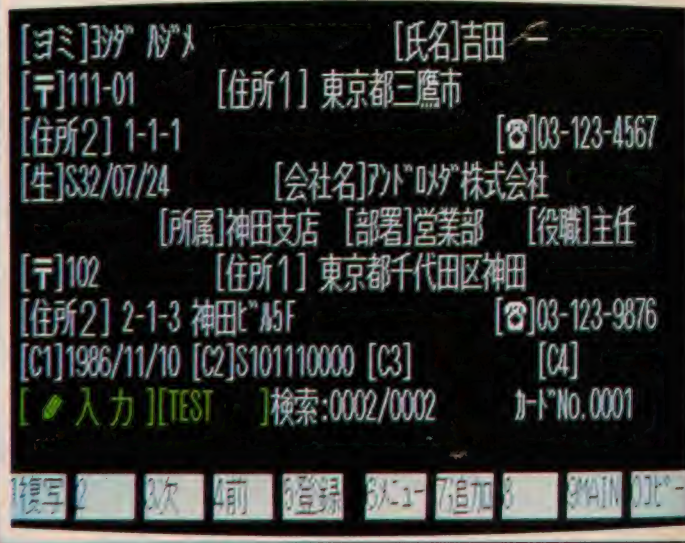 [ヨミ]ﾖｼﾀﾞ ﾊｼﾞﾒ [氏名]吉田 一
[〒]111-01 [住所1] 東京都三鷹市
[住所2] 1-1-1 [☎]03-123-4567
[生]S32/07/24 [会社名]ｱﾝﾄﾞﾛﾒﾀﾞ株式会社
[所属]神田支店 [部署]営業部 [役職]主任
[〒]102 [住所1] 東京都千代田区神田
[住所2] 2-1-3 神田ﾋﾞﾙ5F [☎]03-123-9876
[C1]1986/11/10 [C2]S101110000 [C3] [C4]
[ 入力 ][TEST ]検索:0002/0002 ｶｰﾄﾞNo.0001
1複写 2 3次 4前 5登録 6ﾒﾆｭｰ 7追加 8 9MAIN 0ｺﾋﾟｰ